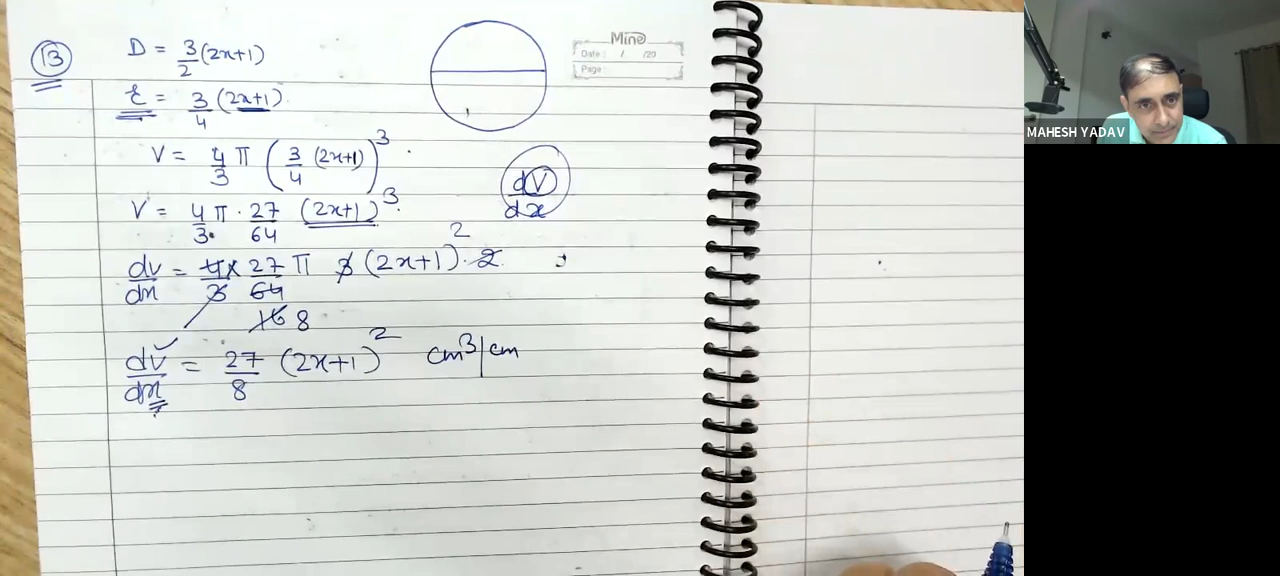 13
D = 3/2 (2x+1)
r = 3/4 (2x+1)
V = 4/3 π (3/4 (2x+1))^3
V = 4/3 π · 27/64 (2x+1)^3
dV/dx
dv/dx = 4/3 x 27/64 π 3 (2x+1)^2 · 2
16 8
dv/dx = 27/8 (2x+1)^2 cm^3/cm
Mine
Date : / /20
Page:
MAHESH YADAV